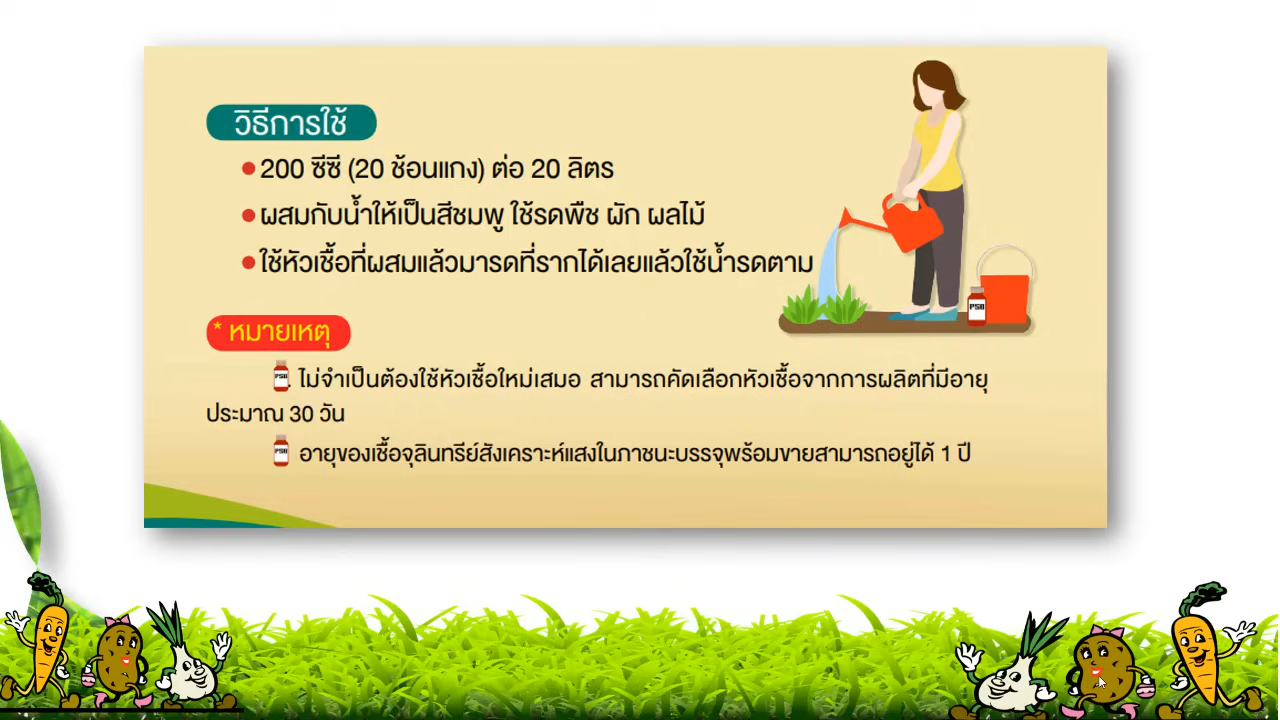 วิธีการใช้
200 ซีซี (20 ช้อนแกง) ต่อ 20 ลิตร
ผสมกับน้ำให้เป็นสีชมพู ใช้รดพืช ผัก ผลไม้
ใช้หัวเชื้อที่ผสมแล้วมารดที่รากได้เลยแล้วใช้น้ำรดตาม
PSB
* หมายเหตุ
PSB. ไม่จำเป็นต้องใช้หัวเชื้อใหม่เสมอ สามารถคัดเลือกหัวเชื้อจากการผลิตที่มีอายุ
ประมาณ 30 วัน
PSB อายุของเชื้อจุลินทรีย์สังเคราะห์แสงในภาชนะบรรจุพร้อมขายสามารถอยู่ได้ 1 ปี